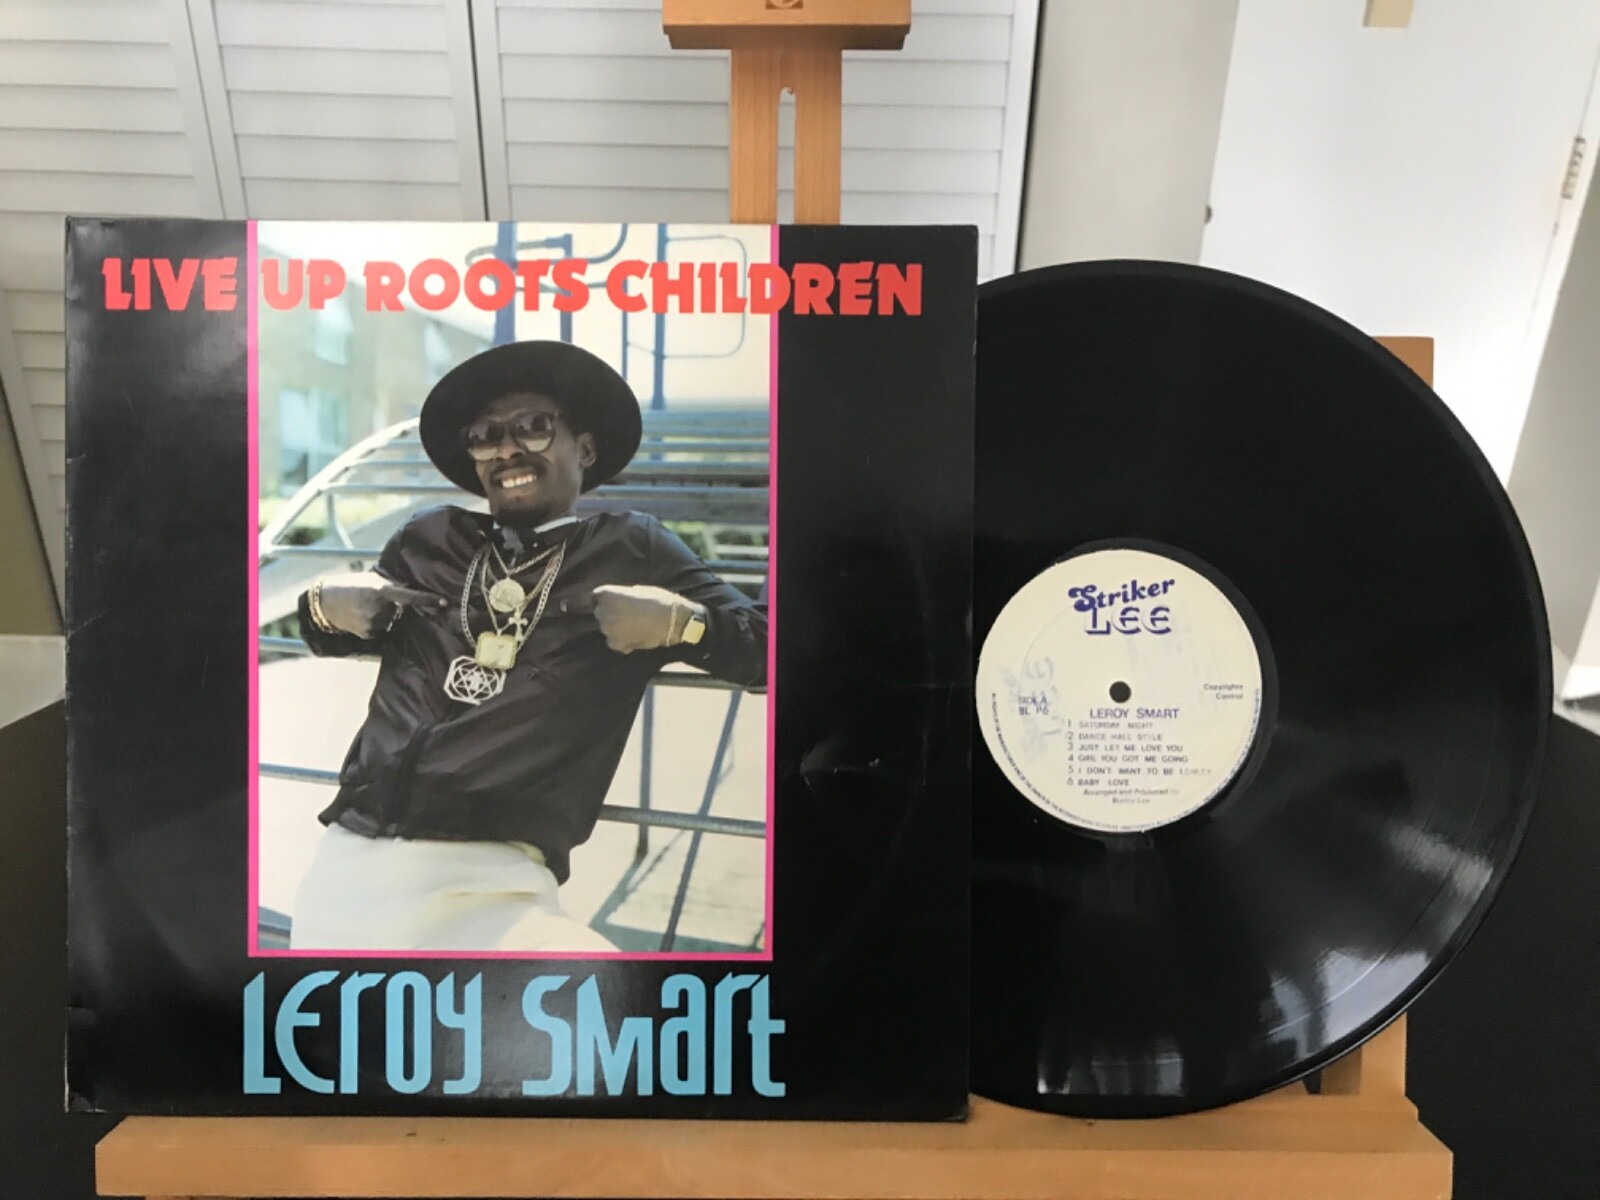 LIVE UP ROOTS CHILDREN
LEROY SMART
Striker
LEE
SIDE A
BL P6
Copyrights
Control
LEROY SMART
1 SATURDAY NIGHT
2 DANCE HALL STYLE
3 JUST LET ME LOVE YOU
4 GIRL YOU GOT ME GOING
5 I DON'T WANT TO BE LONLEY
6 BABY LOVE
Arranged and Produced by
Bunny Lee